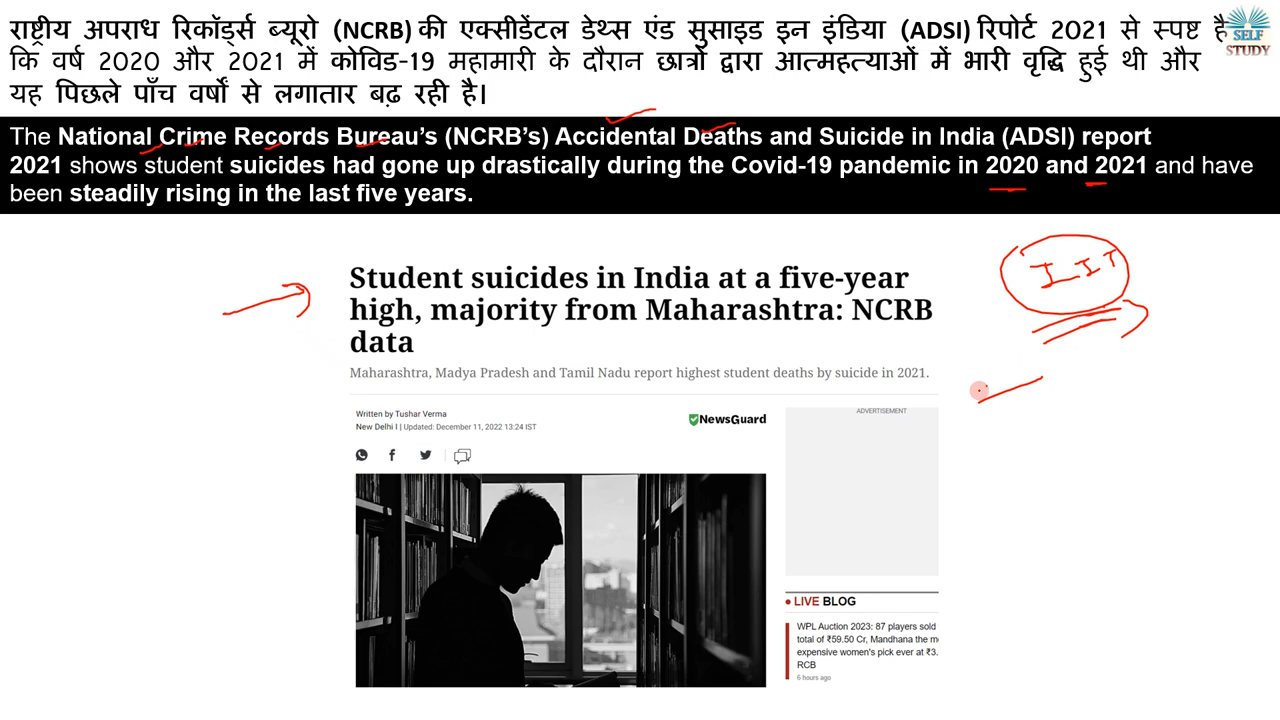 राष्ट्रीय अपराध रिकॉर्ड्स ब्यूरो (NCRB) की एक्सीडेंटल डेथ्स एंड सुसाइड इन इंडिया (ADSI) रिपोर्ट 2021 से स्पष्ट है
कि वर्ष 2020 और 2021 में कोविड-19 महामारी के दौरान छात्रों द्वारा आत्महत्याओं में भारी वृद्धि हुई थी और
यह पिछले पाँच वर्षों से लगातार बढ़ रही है।
SELF
STUDY
The National Crime Records Bureau's (NCRB's) Accidental Deaths and Suicide in India (ADSI) report
2021 shows student suicides had gone up drastically during the Covid-19 pandemic in 2020 and 2021 and have
been steadily rising in the last five years.
IIT
Student suicides in India at a five-year
high, majority from Maharashtra: NCRB
data
Maharashtra, Madya Pradesh and Tamil Nadu report highest student deaths by suicide in 2021.
Written by Tushar Verma
New Delhi I | Updated: December 11, 2022 13:24 IST
NewsGuard
ADVERTISEMENT
LIVE BLOG
WPL Auction 2023: 87 players sold
total of ₹59.50 Cr, Mandhana the m
expensive women's pick ever at ₹3.
RCB
6 hours ago